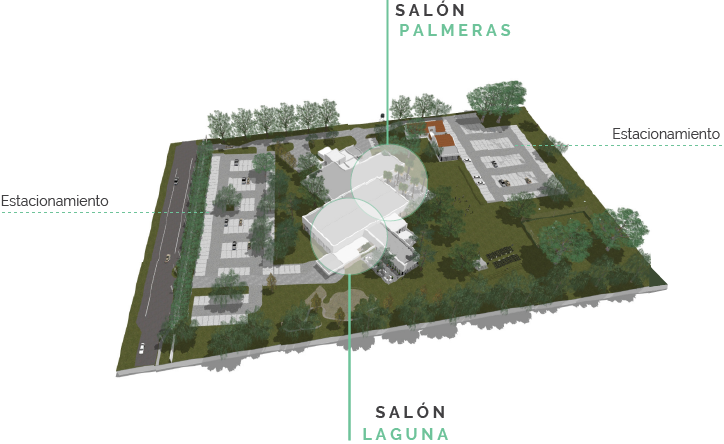 SALÓN
PALMERAS
Estacionamiento
Estacionamiento
SALÓN
LAGUNA